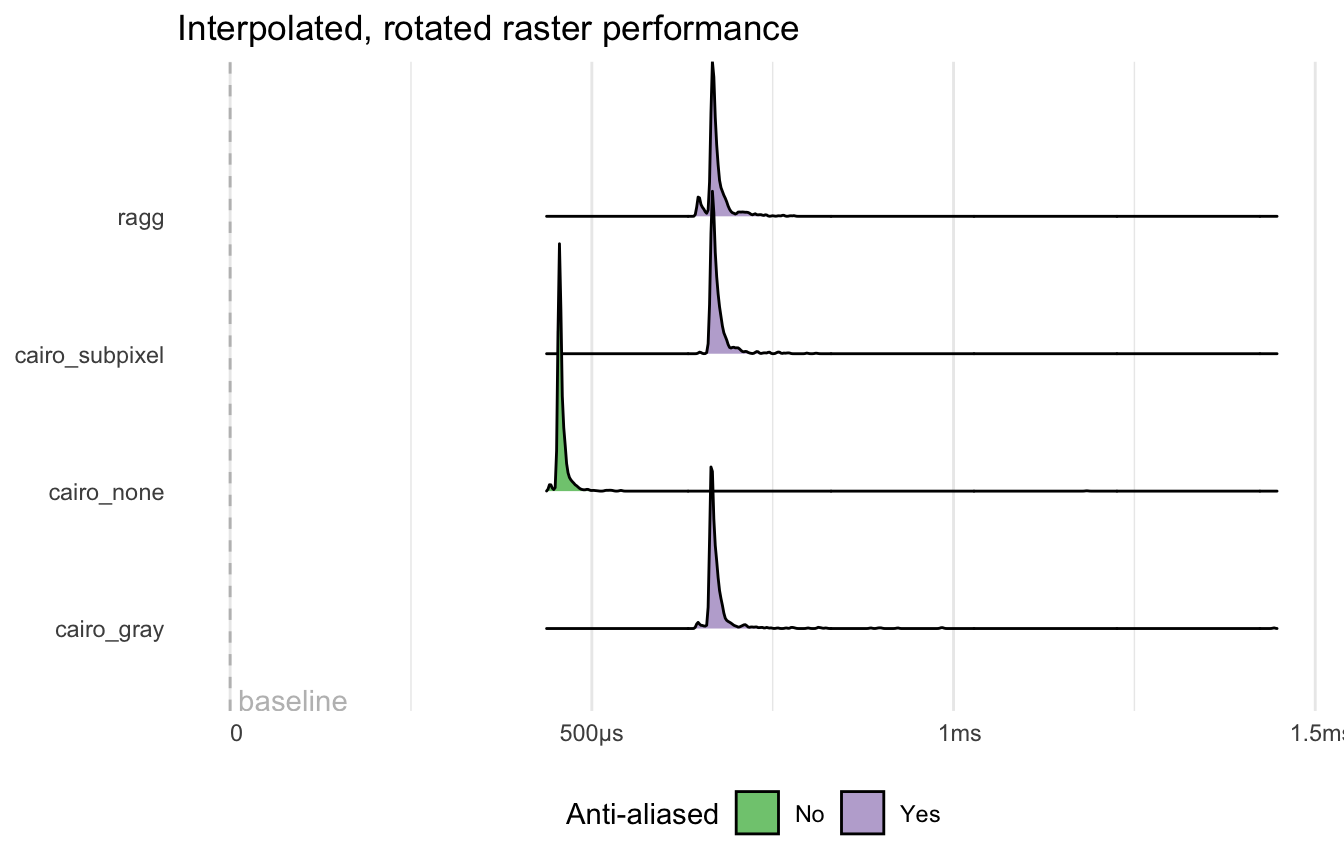 Interpolated, rotated raster performance
ragg
cairo_subpixel
cairo_none
cairo_gray
baseline
0 500µs 1ms 1.5ms
Anti-aliased No Yes